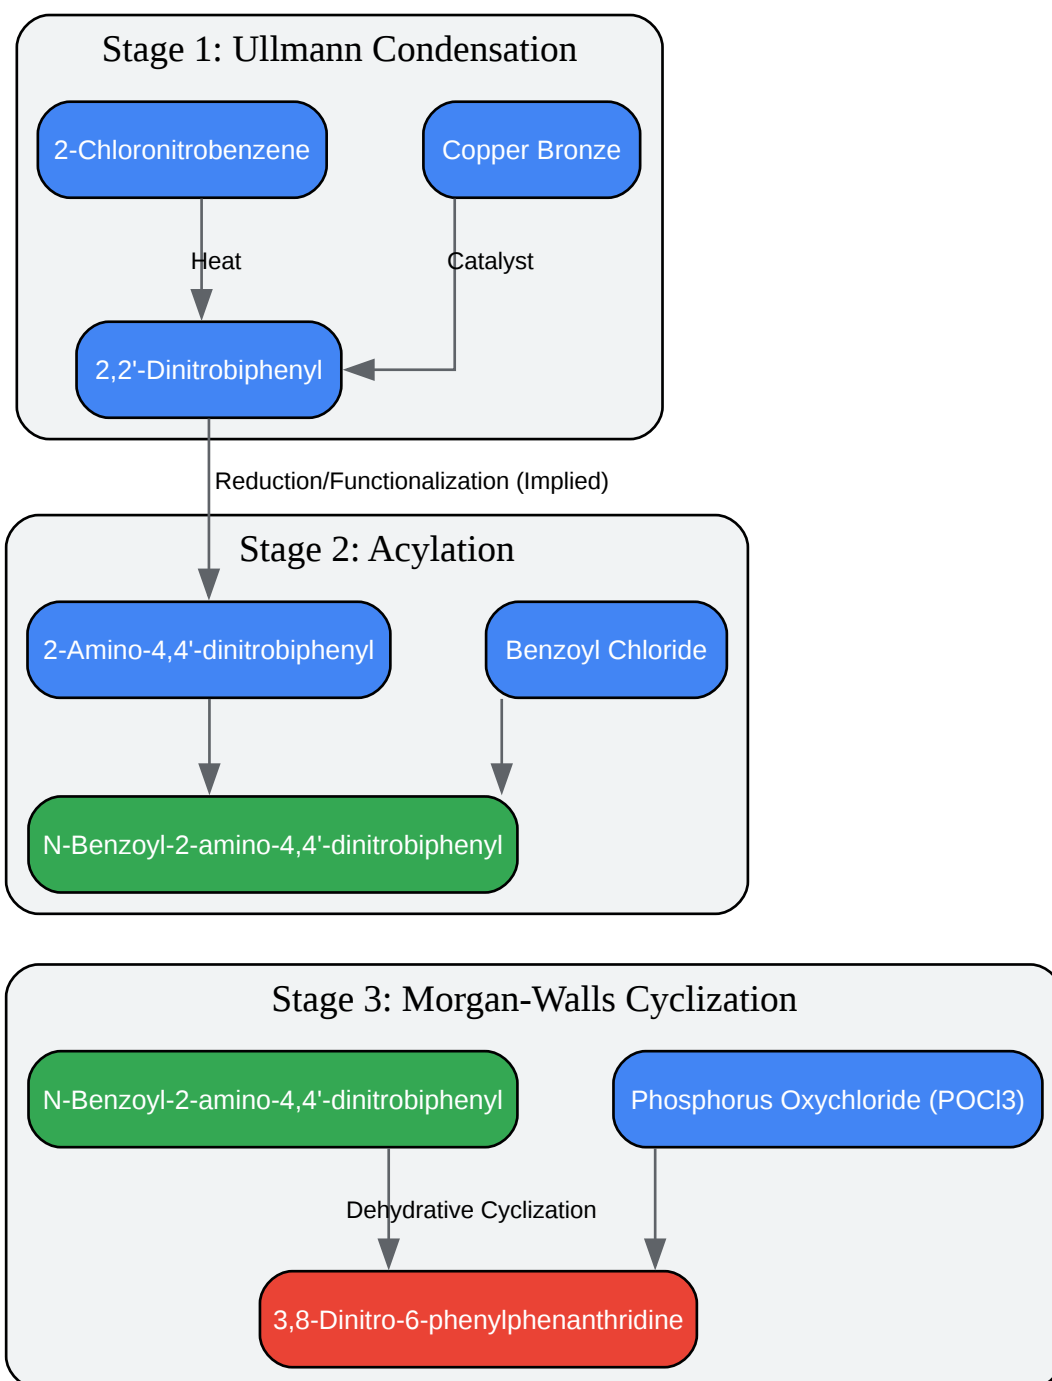 Stage 1: Ullmann Condensation
2-Chloronitrobenzene
Copper Bronze
Heat
Catalyst
2,2'-Dinitrobiphenyl
Reduction/Functionalization (Implied)
Stage 2: Acylation
2-Amino-4,4'-dinitrobiphenyl
Benzoyl Chloride
N-Benzoyl-2-amino-4,4'-dinitrobiphenyl
Stage 3: Morgan-Walls Cyclization
N-Benzoyl-2-amino-4,4'-dinitrobiphenyl
Phosphorus Oxychloride (POCl3)
Dehydrative Cyclization
3,8-Dinitro-6-phenylphenanthridine